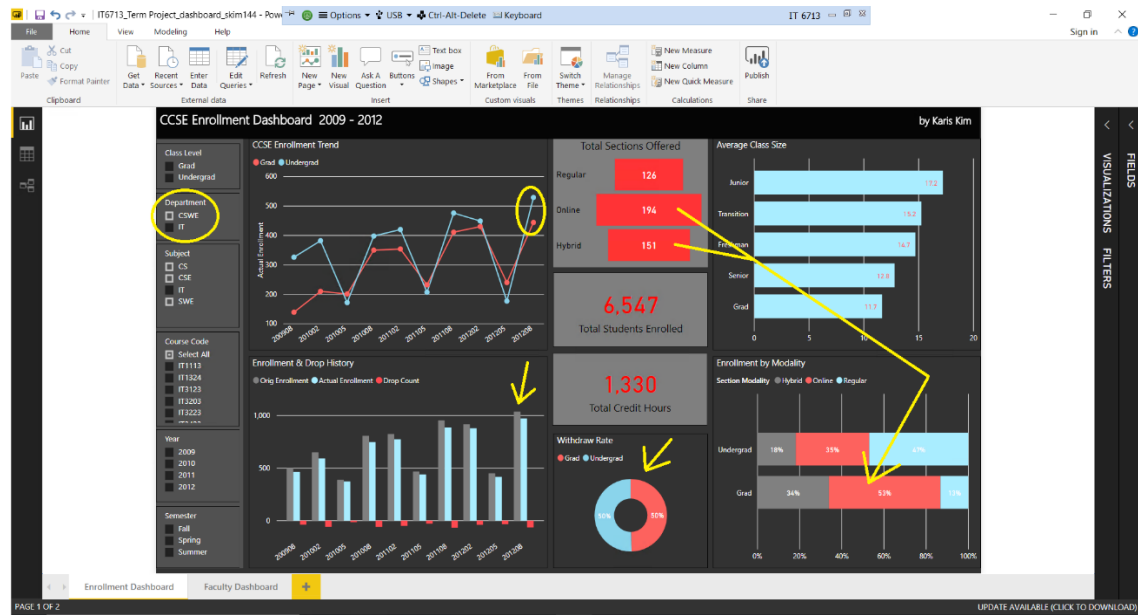 IT6713_Term Project_dashboard_skim144 - Pow
Options USB Ctrl-Alt-Delete Keyboard
IT 6713
File Home View Modeling Help
Sign in
Paste
Cut
Copy
Format Painter
Clipboard
Get Data
Recent Sources
Enter Data
Edit Queries
Refresh
External data
New Page
New Visual
Ask A Question
Buttons
Text box
Image
Shapes
Insert
From Marketplace
From File
Custom visuals
Switch Theme
Themes
Manage Relationships
Relationships
New Measure
New Column
New Quick Measure
Calculations
Publish
Share
CCSE Enrollment Dashboard 2009 - 2012
by Karis Kim
Class Level
Grad
Undergrad
Department
CSWE
IT
Subject
CS
CSE
IT
SWE
Course Code
Select All
IT1113
IT1324
IT3123
IT3203
IT3223
Year
2009
2010
2011
2012
Semester
Fall
Spring
Summer
CCSE Enrollment Trend
Grad Undergrad
Actual Enrollment
600
500
400
300
200
100
200908 201002 201005 201008 201102 201105 201108 201202 201205 201208
Enrollment & Drop History
Orig Enrollment Actual Enrollment Drop Count
1,000
500
0
200908 201002 201005 201008 201102 201105 201108 201202 201205 201208
Total Sections Offered
Regular 126
Online 194
Hybrid 151
6,547
Total Students Enrolled
1,330
Total Credit Hours
Withdraw Rate
Grad Undergrad
50% 50%
Average Class Size
Junior 17.2
Transition 15.2
Freshman 14.7
Senior 12.8
Grad 11.7
0 5 10 15 20
Enrollment by Modality
Section Modality Hybrid Online Regular
Undergrad 18% 35% 47%
Grad 34% 53% 13%
0% 20% 40% 60% 80% 100%
VISUALIZATIONS
FILTERS
FIELDS
Enrollment Dashboard Faculty Dashboard
PAGE 1 OF 2
UPDATE AVAILABLE (CLICK TO DOWNLOAD)